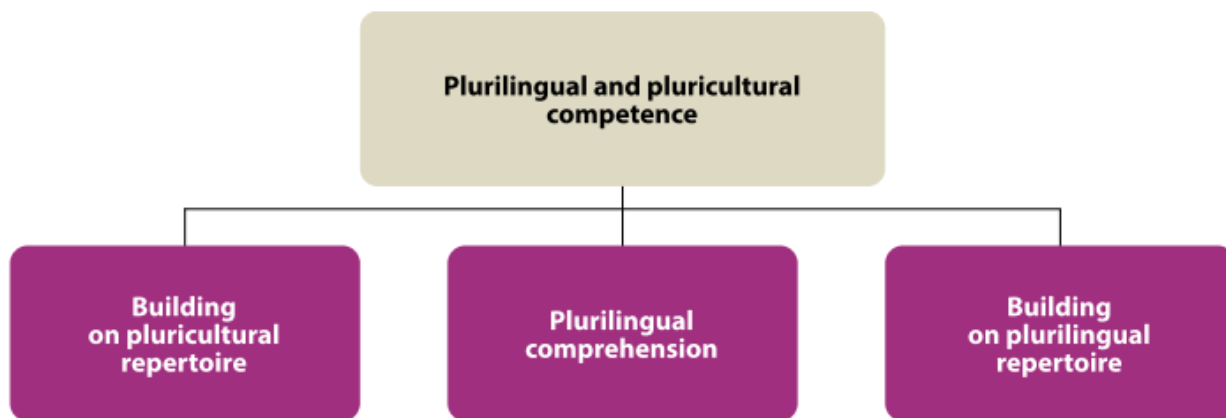 Plurilingual and pluricultural
competence
Building
on pluricultural
repertoire
Plurilingual
comprehension
Building
on plurilingual
repertoire